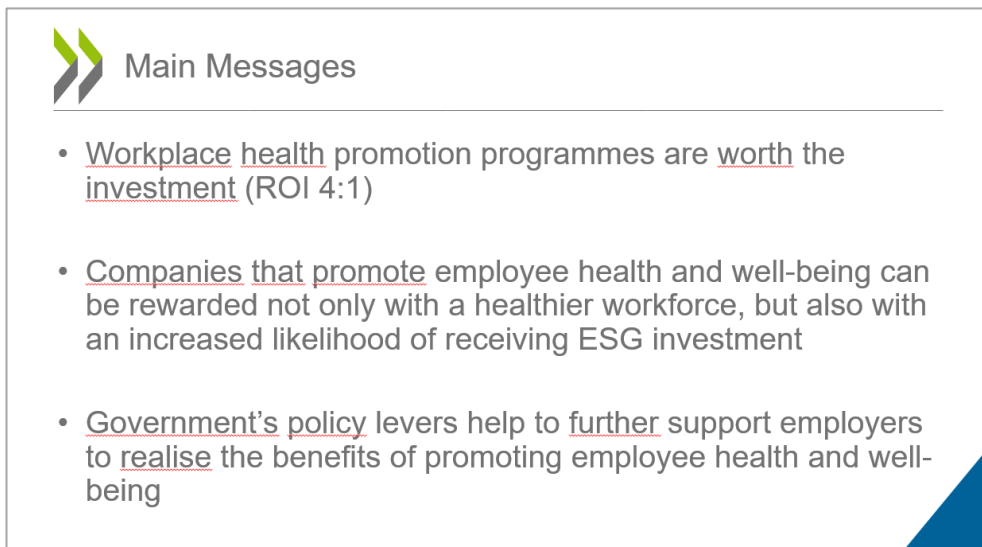 Main Messages
• Workplace health promotion programmes are worth the
investment (ROI 4:1)
• Companies that promote employee health and well-being can
be rewarded not only with a healthier workforce, but also with
an increased likelihood of receiving ESG investment
• Government’s policy levers help to further support employers
to realise the benefits of promoting employee health and well-
being